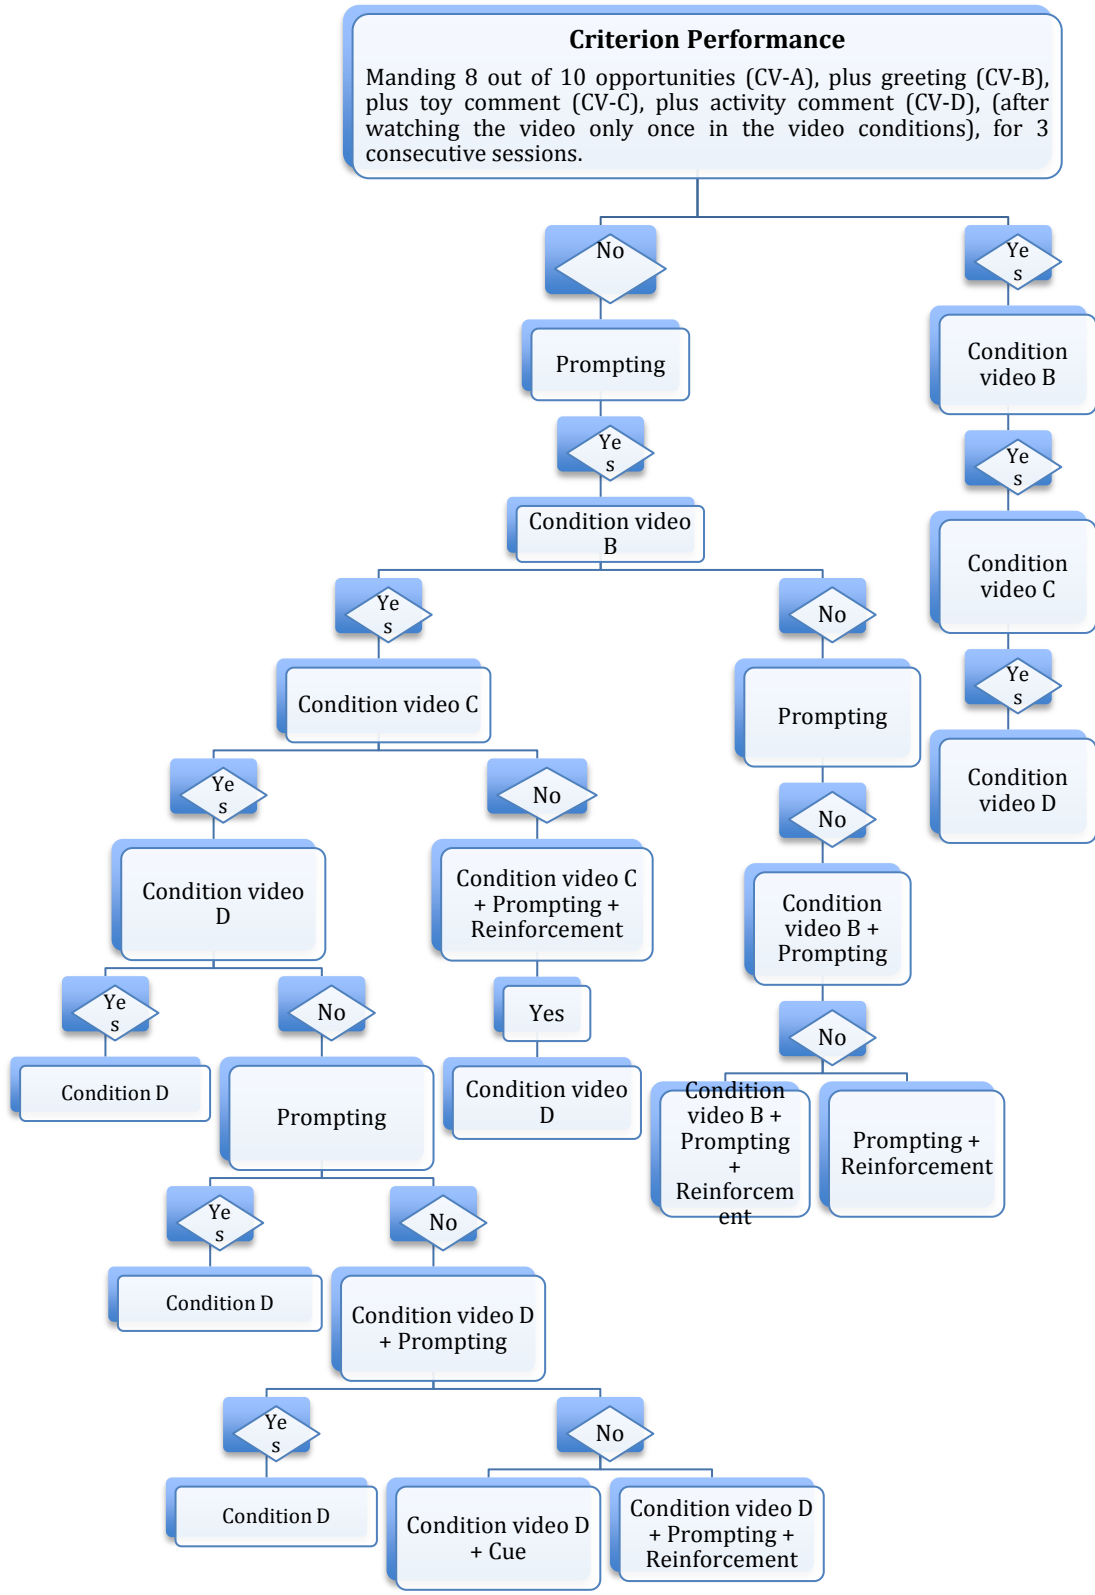 Criterion Performance
Manding 8 out of 10 opportunities (CV-A), plus greeting (CV-B),
plus toy comment (CV-C), plus activity comment (CV-D), (after
watching the video only once in the video conditions), for 3
consecutive sessions.
No
Ye
s
Prompting
Condition
video B
Ye
s
Ye
s
Condition video
B
Condition
video C
Ye
s
No
Ye
s
Condition video C
Prompting
Condition
video D
Ye
s
No
No
Condition video
D
Condition video C
+ Prompting +
Reinforcement
Condition
video B +
Prompting
Ye
s
No
Yes
No
Condition D
Prompting
Condition video
D
Condition
video B +
Prompting
+
Reinforcem
ent
Prompting +
Reinforcement
Ye
s
No
Condition D
Condition video D
+ Prompting
Ye
s
No
Condition D
Condition video D
+ Cue
Condition video D
+ Prompting +
Reinforcement